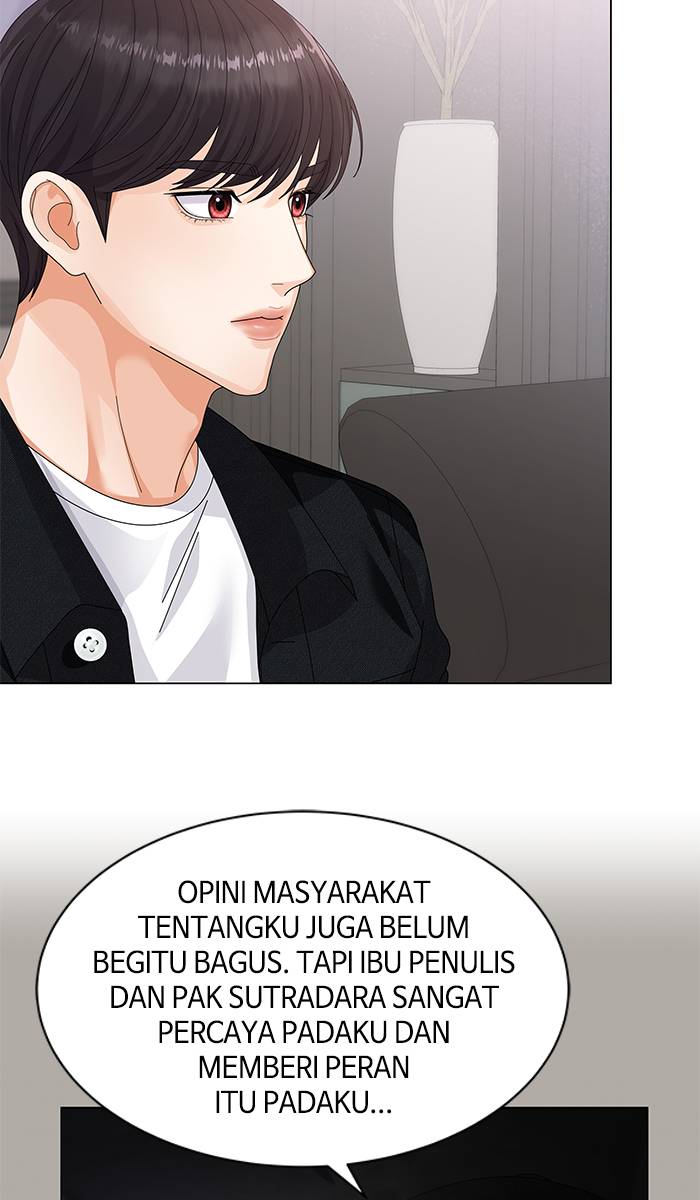 OPINI MASYARAKAT
TENTANGKU JUGA BELUM
BEGITU BAGUS. TAPI IBU PENULIS
DAN PAK SUTRADARA SANGAT
PERCAYA PADAKU DAN
MEMBERI PERAN
ITU PADAKU...